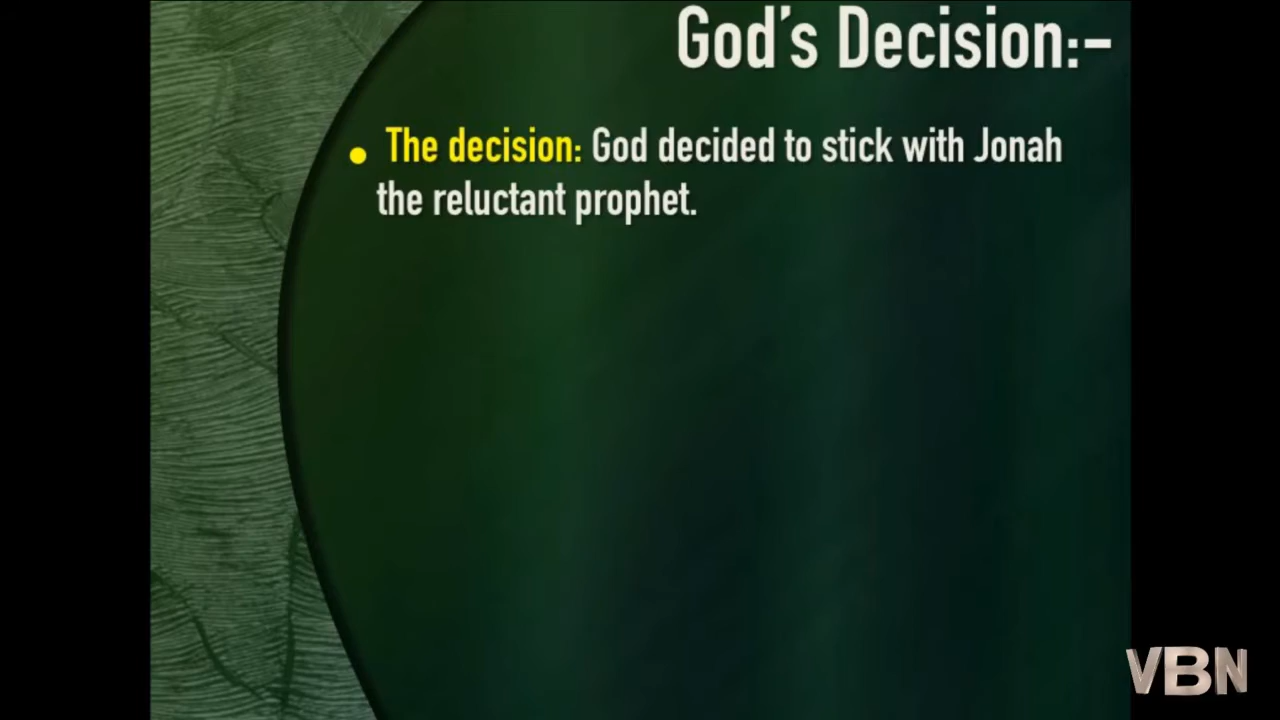 God's Decision:-
• The decision: God decided to stick with Jonah
the reluctant prophet.
VBN